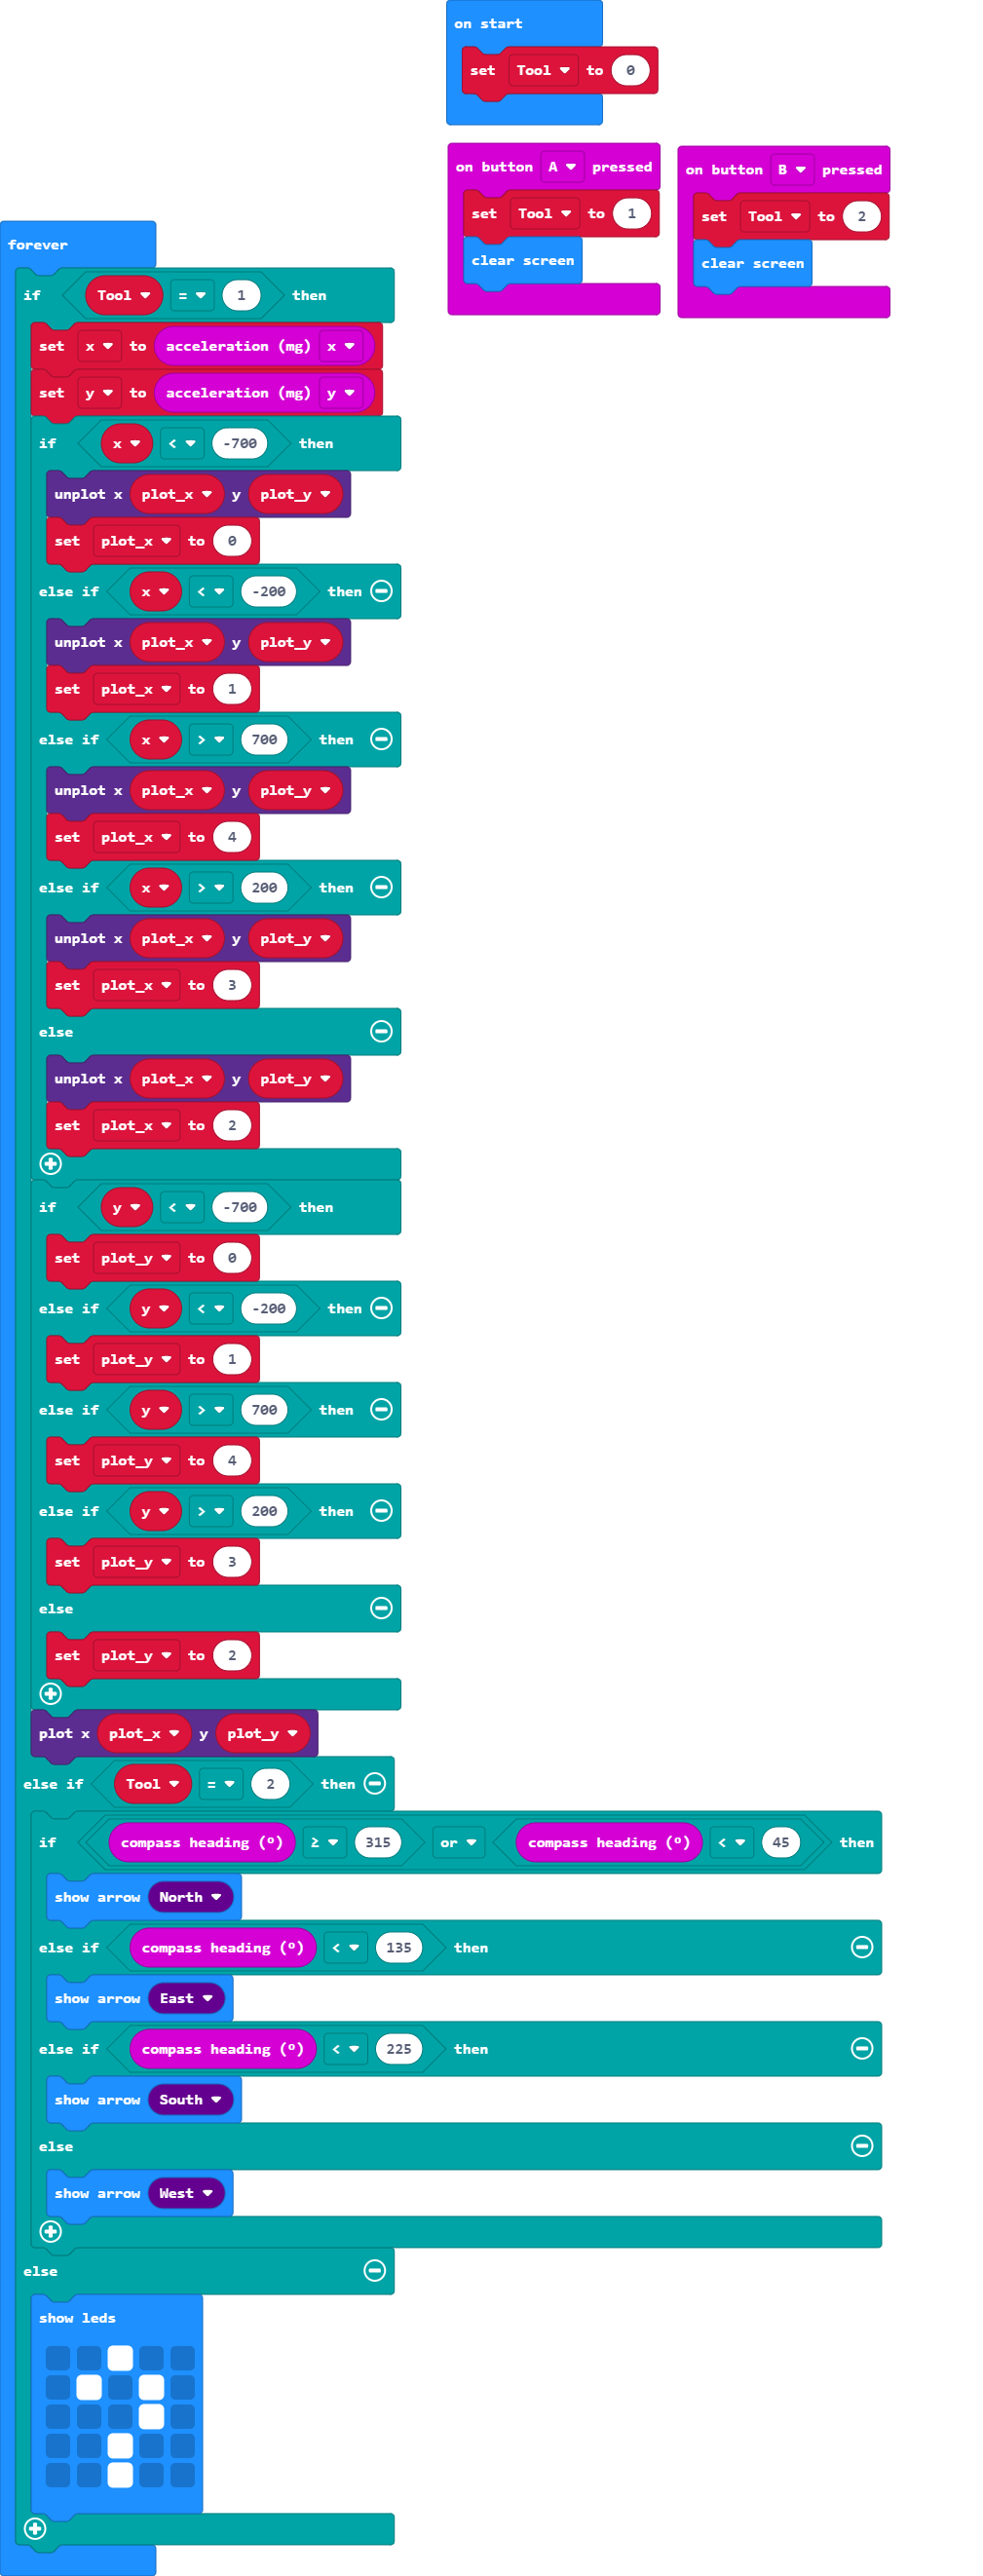 on start
set Tool to 0
on button A pressed
set Tool to 1
clear screen
on button B pressed
set Tool to 2
clear screen
forever
if Tool = 1 then
set x to acceleration (mg) x
set y to acceleration (mg) y
if x < -700 then
unplot x plot_x y plot_y
set plot_x to 0
else if x < -200 then
unplot x plot_x y plot_y
set plot_x to 1
else if x > 700 then
unplot x plot_x y plot_y
set plot_x to 4
else if x > 200 then
unplot x plot_x y plot_y
set plot_x to 3
else
unplot x plot_x y plot_y
set plot_x to 2
if y < -700 then
set plot_y to 0
else if y < -200 then
set plot_y to 1
else if y > 700 then
set plot_y to 4
else if y > 200 then
set plot_y to 3
else
set plot_y to 2
plot x plot_x y plot_y
else if Tool = 2 then
if compass heading (°) ≥ 315 or compass heading (°) < 45 then
show arrow North
else if compass heading (°) < 135 then
show arrow East
else if compass heading (°) < 225 then
show arrow South
else
show arrow West
else
show leds